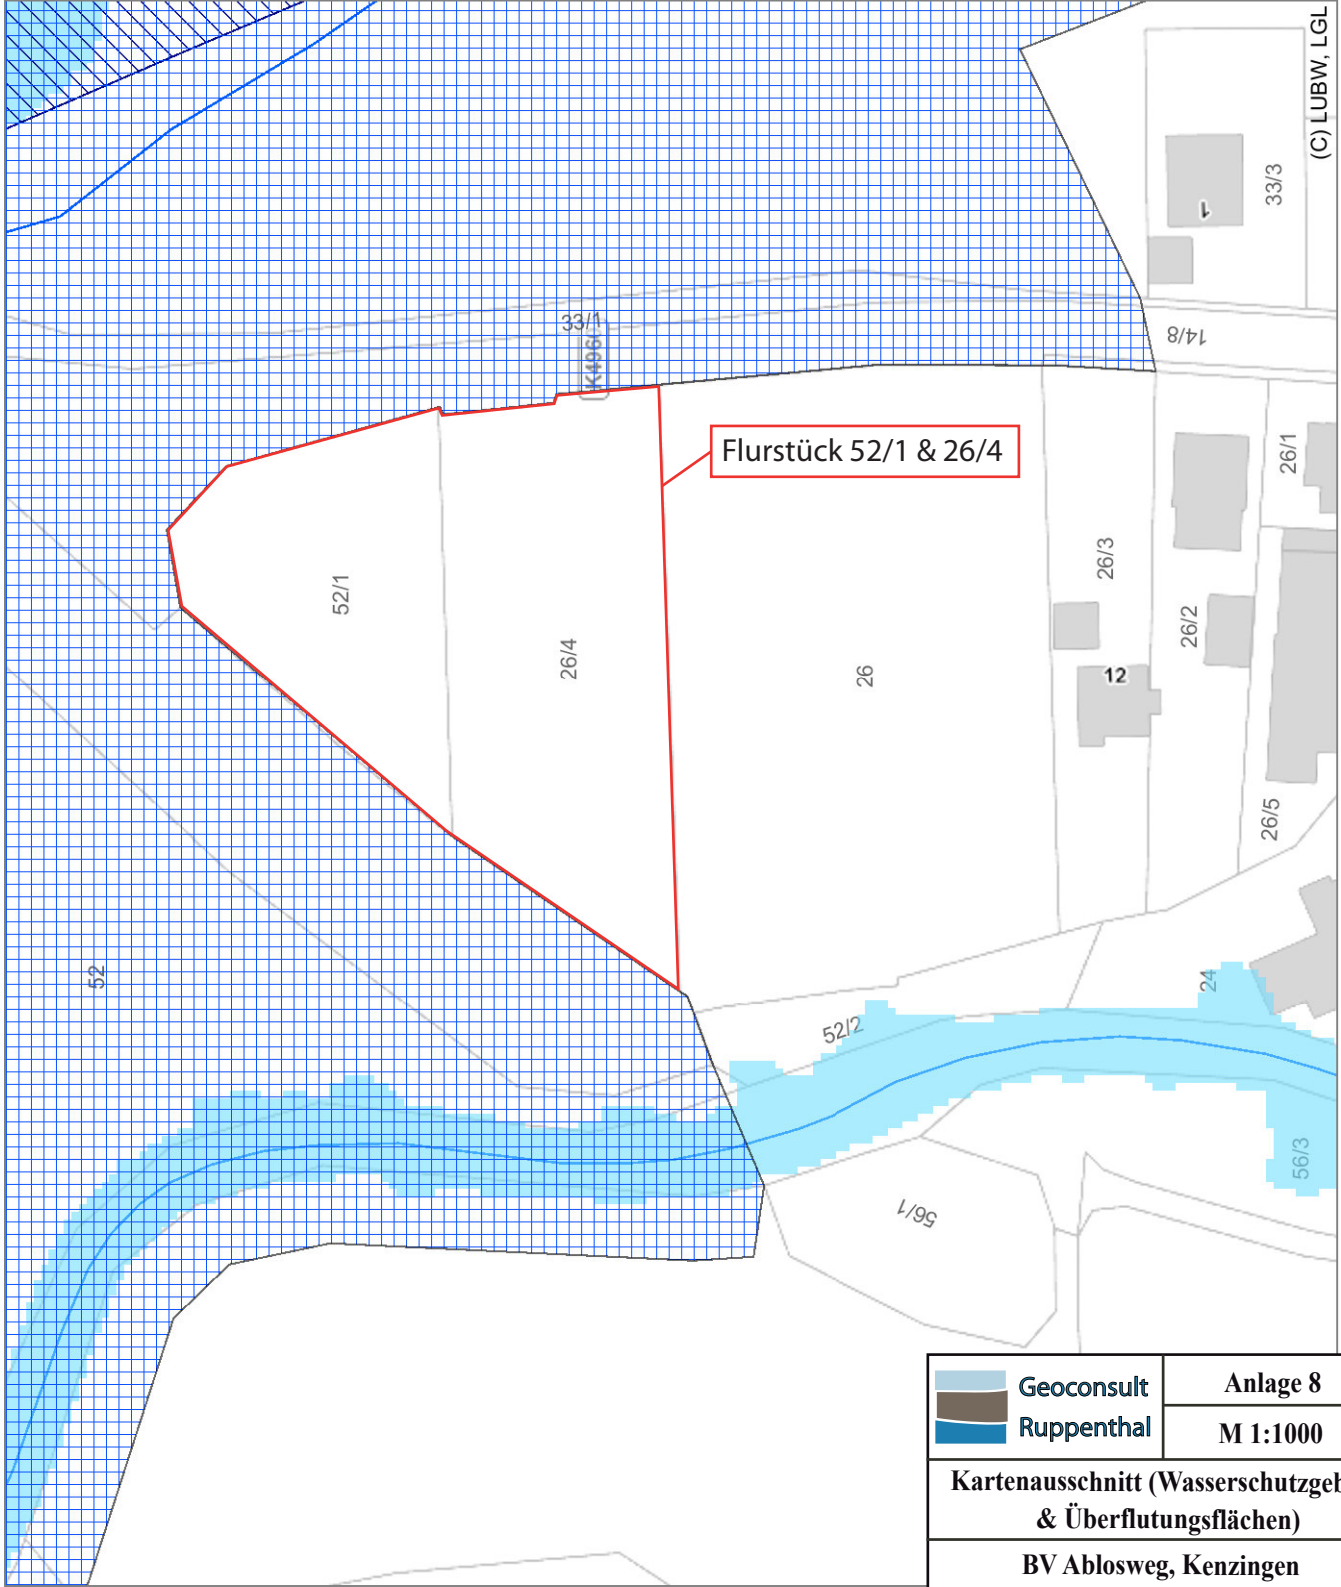 (C) LUBW, LGL
33/3
1
33/1
K496
14/8
Flurstück 52/1 & 26/4
26/1
26/3
52/1
26/2
26/4
26
12
26/5
52
24
52/2
56/3
56/1
Geoconsult
Ruppenthal
Anlage 8
M 1:1000
Kartenausschnitt (Wasserschutzgeb
& Überflutungsflächen)
BV Ablosweg, Kenzingen